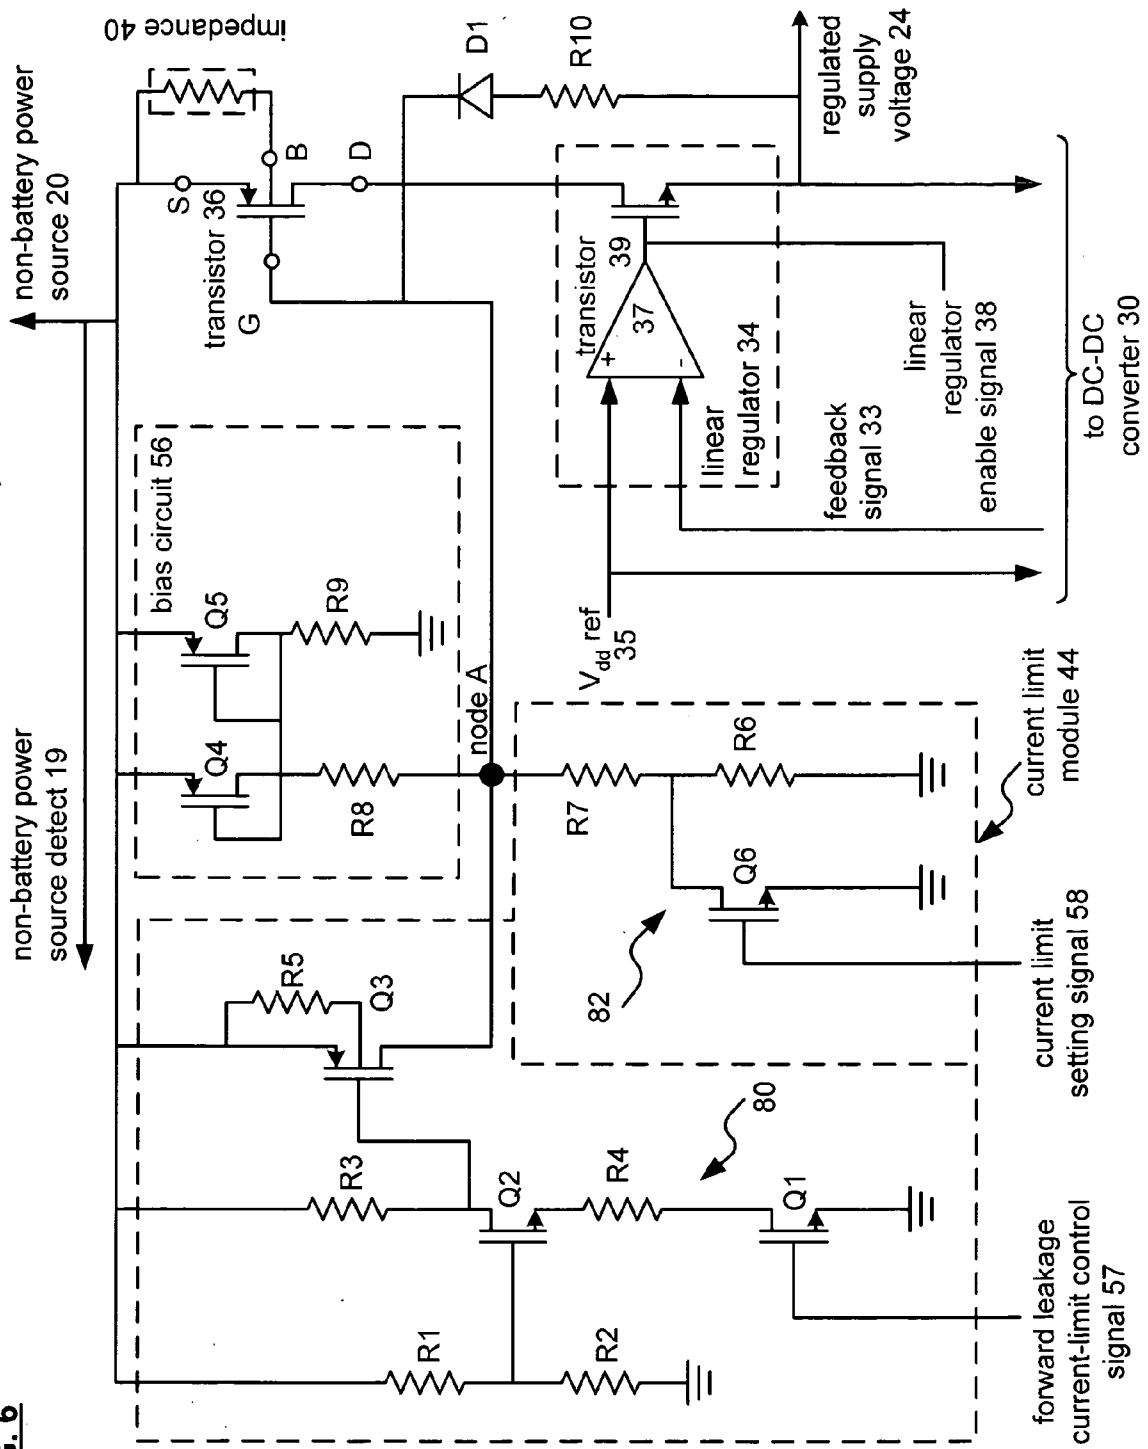 non-battery power
source 20
impedance 40
non-battery power
source detect 19
bias circuit 56
transistor 36
S
B
D
G
D1
R10
Q5
Q4
R9
R8
node A
R5
Q3
R3
R1
Q2
R2
R4
Q1
80
R7
R6
Q6
82
V_dd ref
35
transistor
39
37
+
-
linear
regulator 34
regulated
supply
voltage 24
feedback
signal 33
linear
regulator
enable signal 38
to DC-DC
converter 30
current limit
module 44
current limit
setting signal 58
forward leakage
current-limit control
signal 57